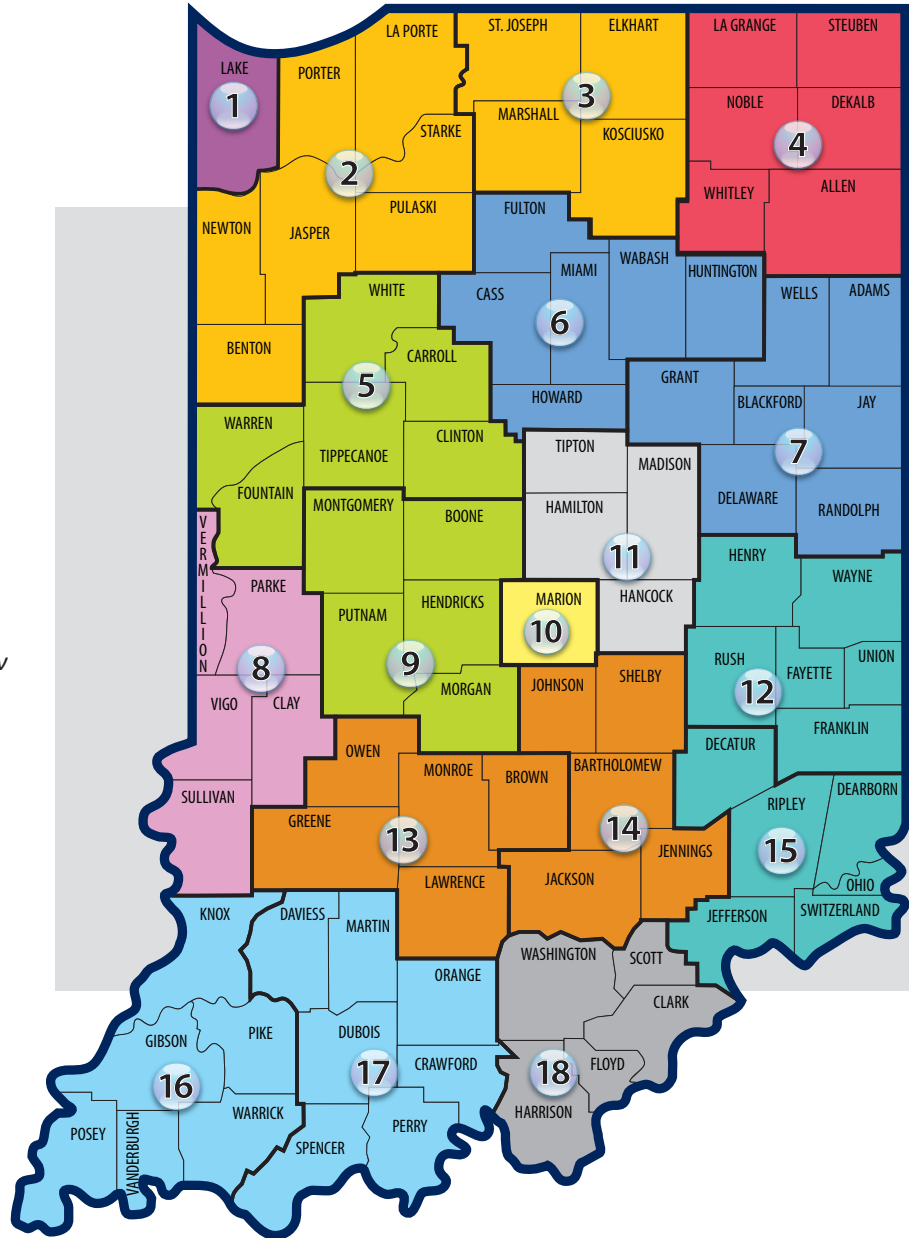 LA PORTE
ST. JOSEPH
ELKHART
LA GRANGE
STEUBEN
LAKE
PORTER
1
3
NOBLE
DEKALB
MARSHALL
STARKE
KOSCIUSKO
4
2
WHITLEY
ALLEN
PULASKI
FULTON
NEWTON
JASPER
WABASH
MIAMI
HUNTINGTON
WHITE
CASS
WELLS
ADAMS
6
BENTON
CARROLL
5
GRANT
HOWARD
BLACKFORD
JAY
WARREN
CLINTON
TIPTON
7
TIPPECANOE
MADISON
FOUNTAIN
DELAWARE
MONTGOMERY
BOONE
HAMILTON
RANDOLPH
VERMILLION
11
HENRY
PARKE
WAYNE
HENDRICKS
MARION
HANCOCK
PUTNAM
10
8
9
RUSH
UNION
FAYETTE
SHELBY
JOHNSON
12
MORGAN
VIGO
CLAY
FRANKLIN
DECATUR
OWEN
MONROE
BARTHOLOMEW
BROWN
DEARBORN
SULLIVAN
RIPLEY
GREENE
14
13
15
JENNINGS
LAWRENCE
JACKSON
OHIO
KNOX
DAVIESS
JEFFERSON
SWITZERLAND
MARTIN
WASHINGTON
SCOTT
ORANGE
CLARK
PIKE
DUBOIS
GIBSON
CRAWFORD
FLOYD
17
18
16
WARRICK
HARRISON
PERRY
POSEY
VANDERBURGH
SPENCER